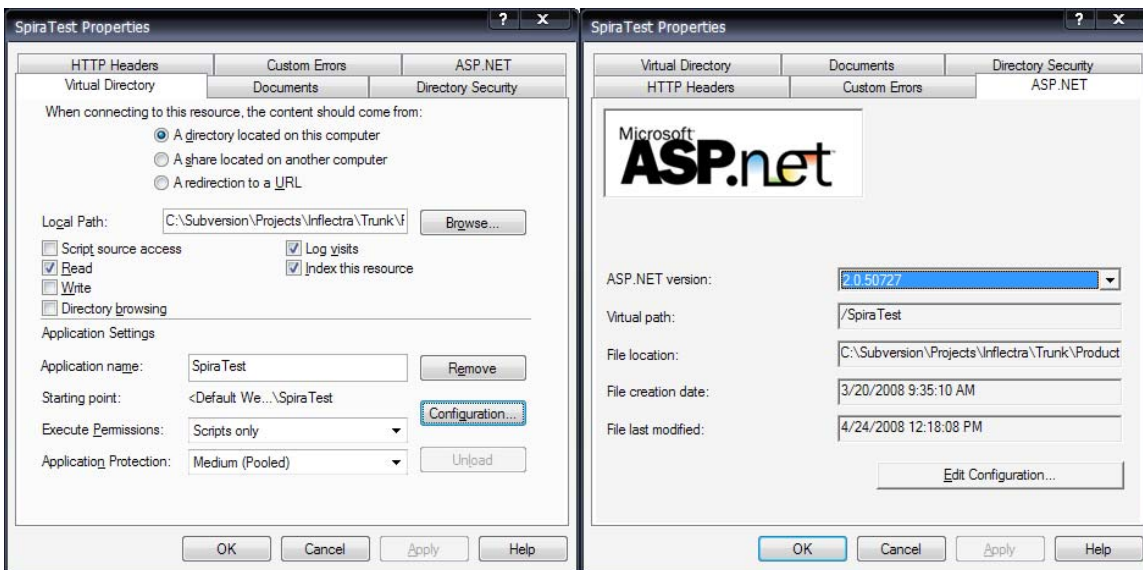 SpiraTest Properties
HTTP Headers
Custom Errors
ASP.NET
Virtual Directory
Documents
Directory Security
When connecting to this resource, the content should come from:
A directory located on this computer
A share located on another computer
A redirection to a URL
Local Path:
C:\Subversion\Projects\Inflectra\Trunk\F
Browse...
Script source access
Log visits
Read
Index this resource
Write
Directory browsing
Application Settings
Application name:
SpiraTest
Remove
Starting point:
<Default We...\SpiraTest
Configuration...
Execute Permissions:
Scripts only
Application Protection:
Medium (Pooled)
Unload
OK
Cancel
Apply
Help
SpiraTest Properties
Virtual Directory
Documents
Directory Security
HTTP Headers
Custom Errors
ASP.NET
Microsoft
ASP.net
ASP.NET version:
2.0.50727
Virtual path:
/SpiraTest
File location:
C:\Subversion\Projects\Inflectra\Trunk\Product
File creation date:
3/20/2008 9:35:10 AM
File last modified:
4/24/2008 12:18:08 PM
Edit Configuration...
OK
Cancel
Apply
Help